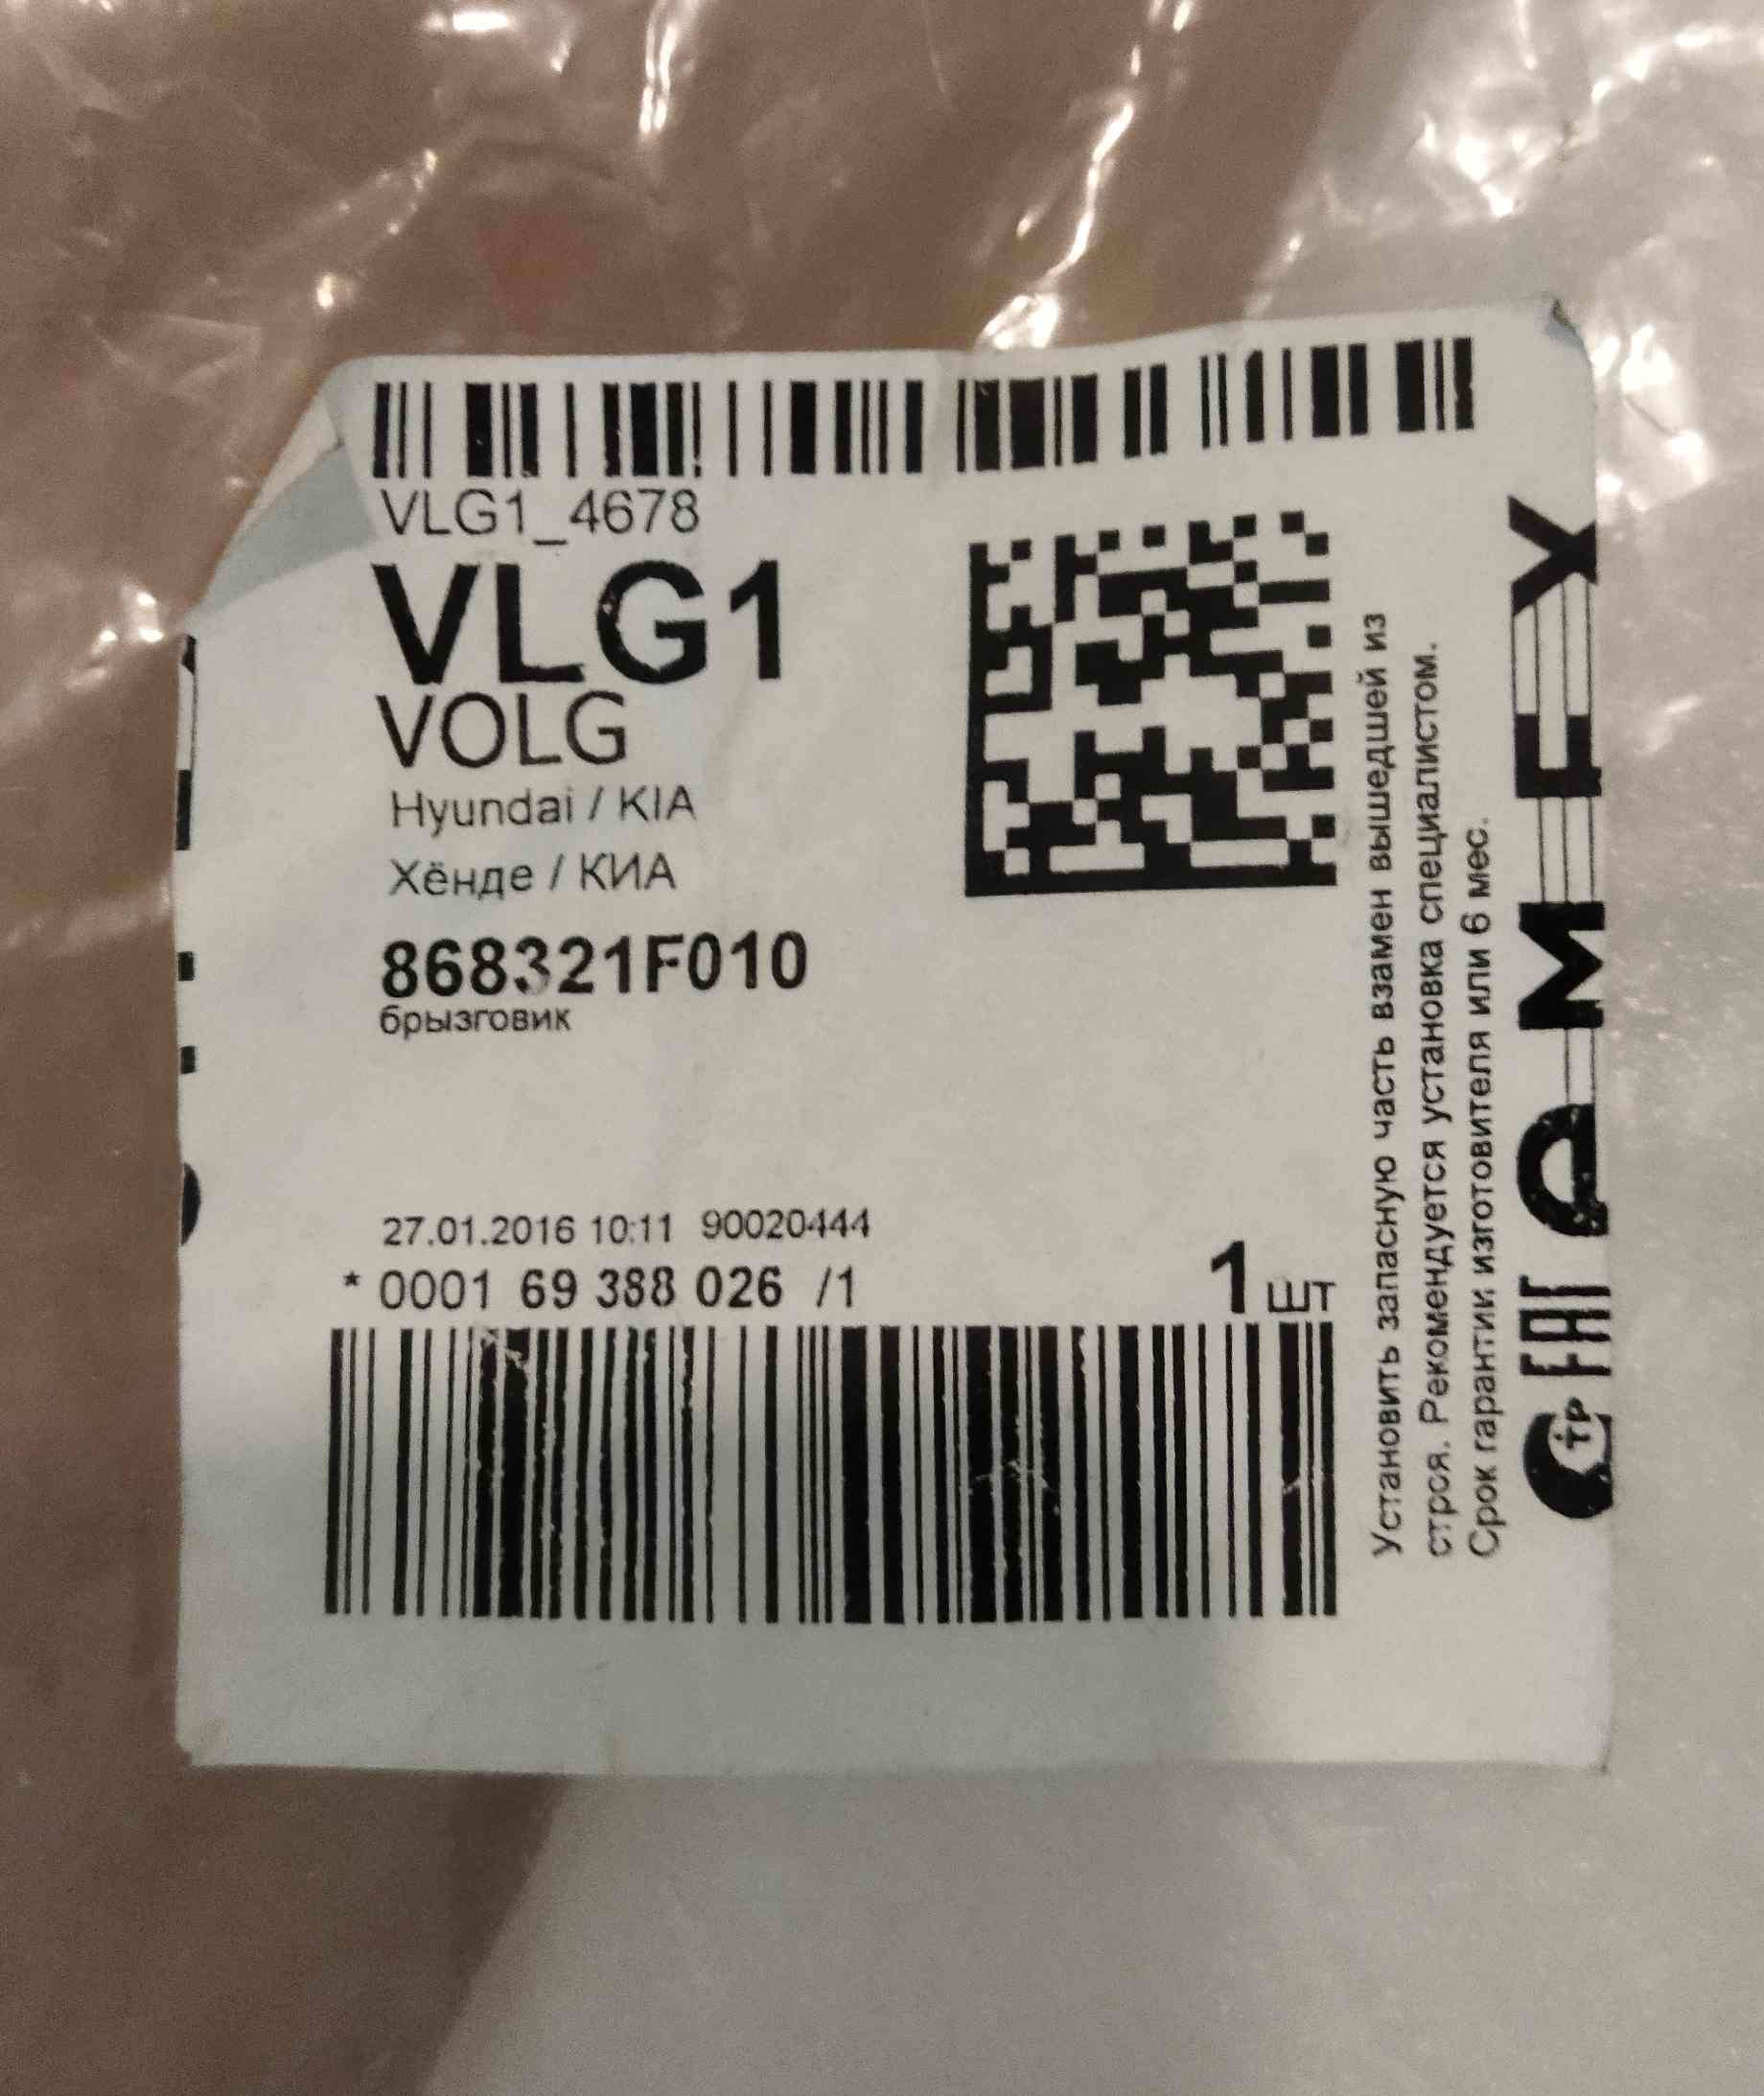 VLG1_4678
VLG1
VOLG
Hyundai / KIA
Хёнде / КИА
868321F010
брызговик
27.01.2016 10:11 90020444
* 0001 69 388 026 /1
1 ШТ
Установить запасную часть взамен вышедшей из
строя. Рекомендуется установка специалистом.
Срок гарантии изготовителя или 6 мес.
EAC
тр